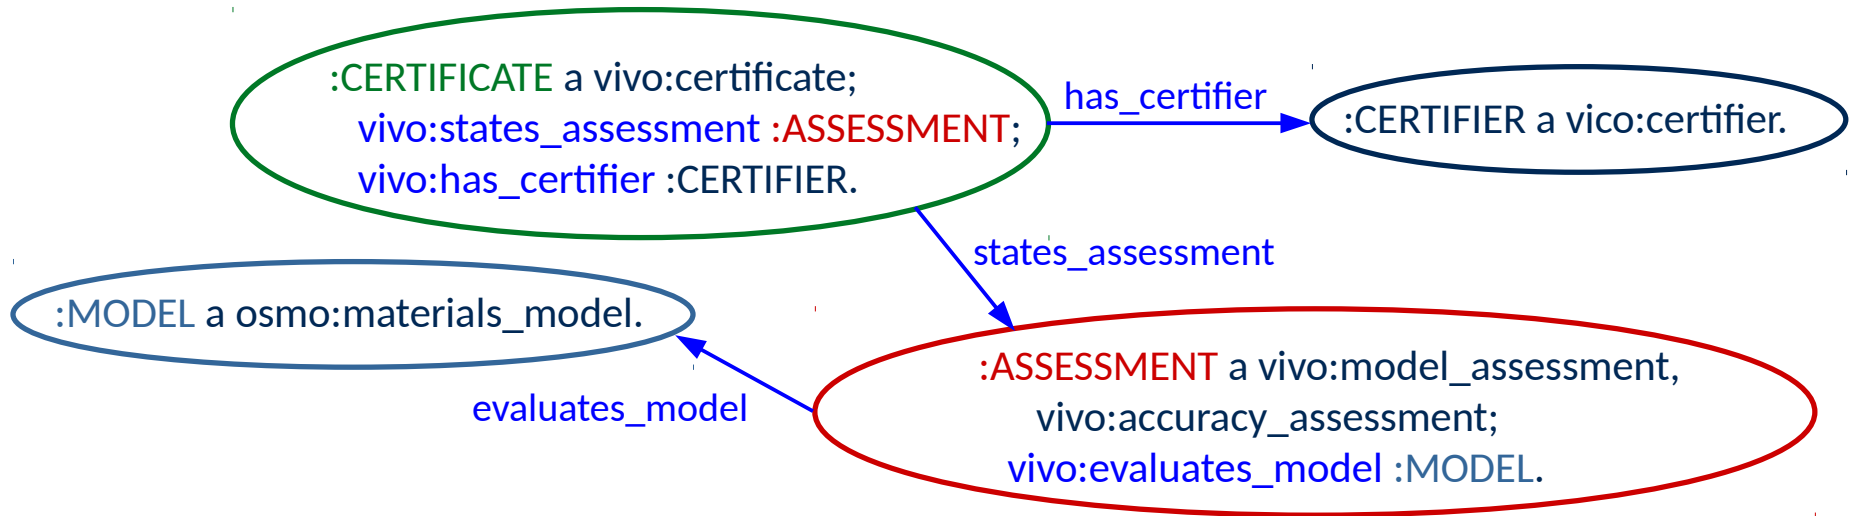 :CERTIFICATE a vivo:certificate;
vivo:states_assessment :ASSESSMENT;
vivo:has_certifier :CERTIFIER.
has_certifier
:CERTIFIER a vico:certifier.
states_assessment
:MODEL a osmo:materials_model.
evaluates_model
:ASSESSMENT a vivo:model_assessment,
vivo:accuracy_assessment;
vivo:evaluates_model :MODEL.